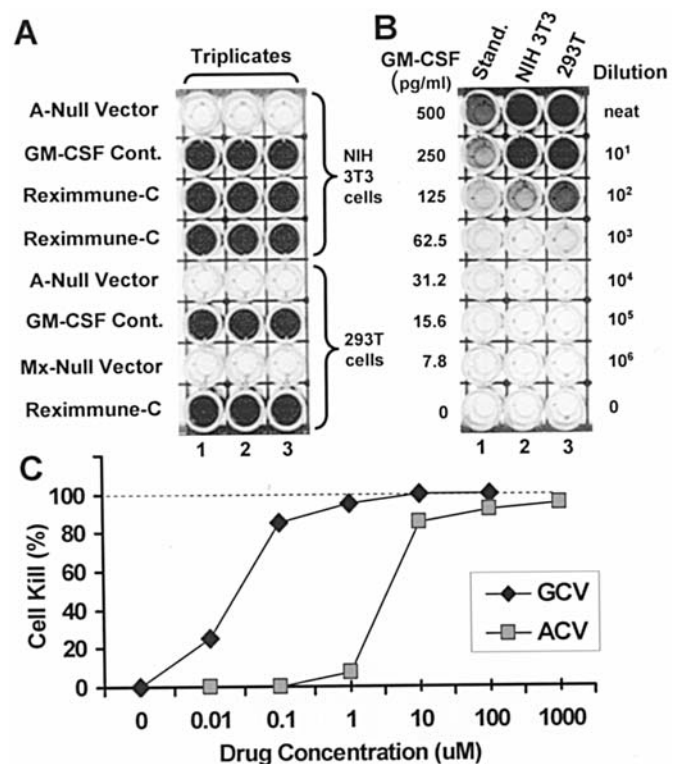 A
Triplicates
A-Null Vector
GM-CSF Cont.
Reximmune-C
Reximmune-C
A-Null Vector
GM-CSF Cont.
Mx-Null Vector
Reximmune-C
NIH
3T3
cells
293T
cells
1 2 3
B
GM-CSF
(pg/ml)
Stand.
NIH 3T3
293T
Dilution
500 neat
250 10¹
125 10²
62.5 10³
31.2 10⁴
15.6 10⁵
7.8 10⁶
0 0
1 2 3
C
Cell Kill (%)
100
80
60
40
20
0
GCV
ACV
0 0.01 0.1 1 10 100 1000
Drug Concentration (uM)